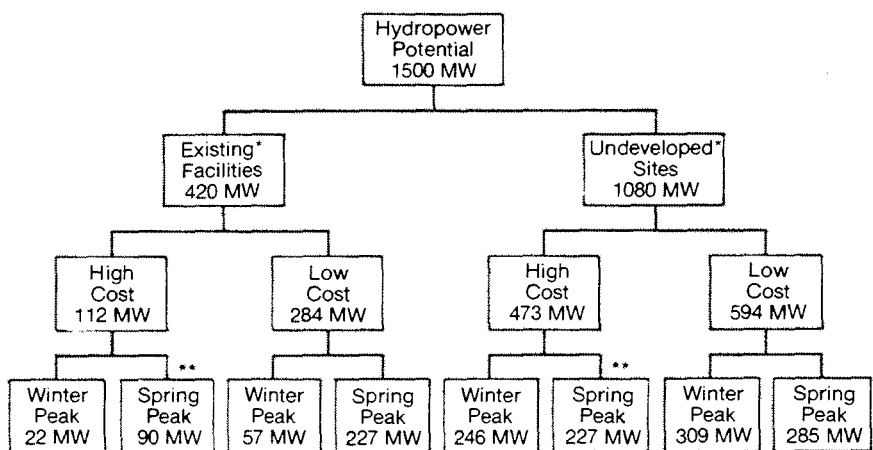 Hydropower
Potential
1500 MW
Existing*
Facilities
420 MW
Undeveloped*
Sites
1080 MW
High
Cost
112 MW
Low
Cost
284 MW
High
Cost
473 MW
Low
Cost
594 MW
**
**
Winter
Peak
22 MW
Spring
Peak
90 MW
Winter
Peak
57 MW
Spring
Peak
227 MW
Winter
Peak
246 MW
Spring
Peak
227 MW
Winter
Peak
309 MW
Spring
Peak
285 MW